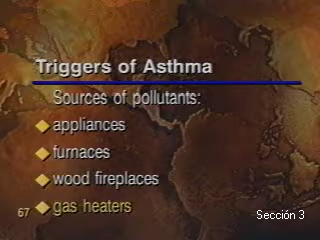 Triggers of Asthma
Sources of pollutants:
appliances
furnaces
wood fireplaces
gas heaters
67
Sección 3